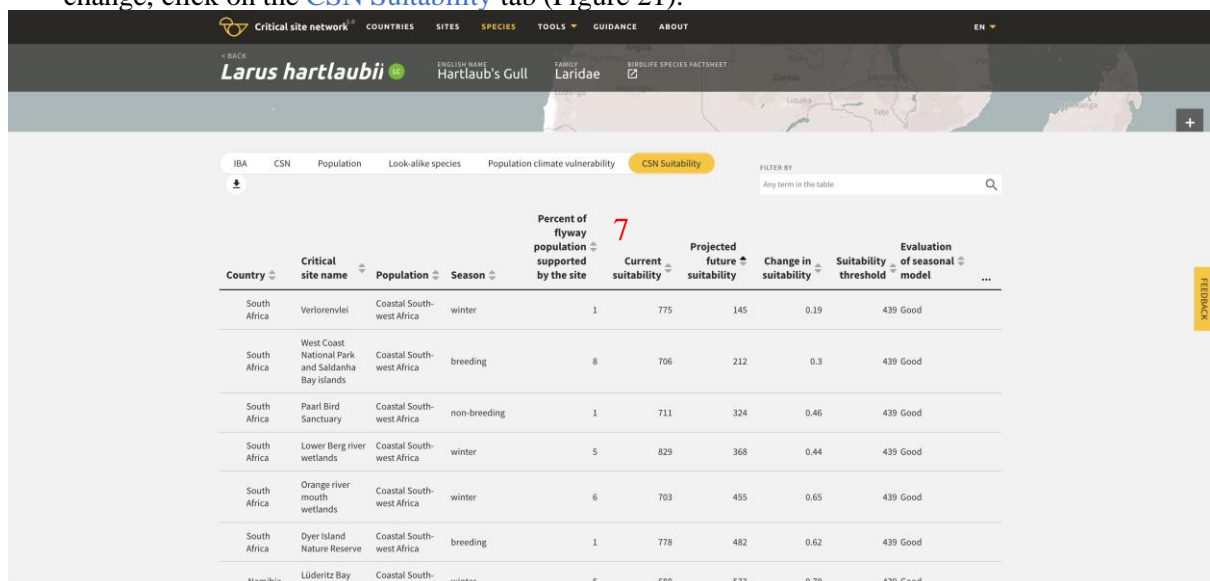 change, click on the CSN Suitability tab (Figure 21).
Critical site network 2.0 COUNTRIES SITES SPECIES TOOLS GUIDANCE ABOUT EN
< BACK
Larus hartlaubii LC
ENGLISH NAME
Hartlaub's Gull
FAMILY
Laridae
BIRDLIFE SPECIES FACTSHEET
Angola
Zambia
Lusaka
Tete
+
IBA CSN Population Look-alike species Population climate vulnerability CSN Suitability
FILTER BY
Any term in the table
7
Country Critical site name Population Season Percent of flyway population supported by the site Current suitability Projected future suitability Change in suitability Suitability threshold Evaluation of seasonal model ...
South Africa Verlorenvlei Coastal South-west Africa winter 1 775 145 0.19 439 Good
South Africa West Coast National Park and Saldanha Bay islands Coastal South-west Africa breeding 8 706 212 0.3 439 Good
South Africa Paarl Bird Sanctuary Coastal South-west Africa non-breeding 1 711 324 0.46 439 Good
South Africa Lower Berg river wetlands Coastal South-west Africa winter 5 829 368 0.44 439 Good
South Africa Orange river mouth wetlands Coastal South-west Africa winter 6 703 455 0.65 439 Good
South Africa Dyer Island Nature Reserve Coastal South-west Africa breeding 1 778 482 0.62 439 Good
Lüderitz Bay Coastal South-
FEEDBACK